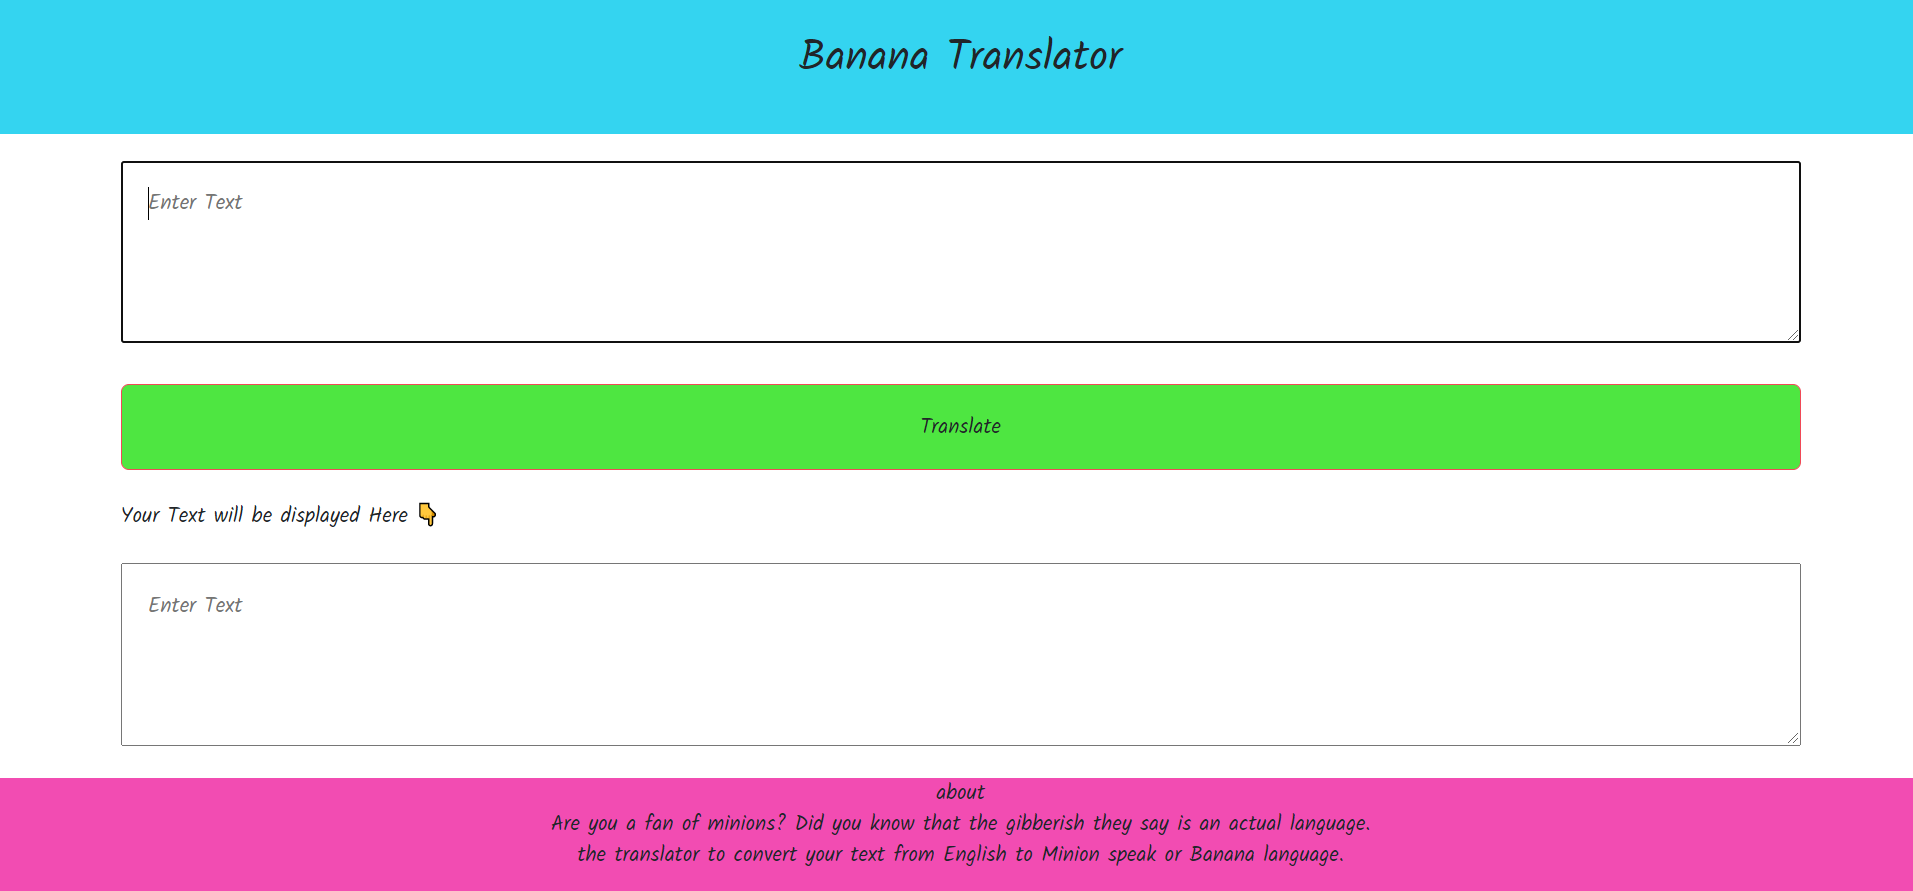 Banana Translator
Enter Text
Translate
Your Text will be displayed Here 👇
Enter Text
about
Are you a fan of minions? Did you know that the gibberish they say is an actual language.
the translator to convert your text from English to Minion speak or Banana language.